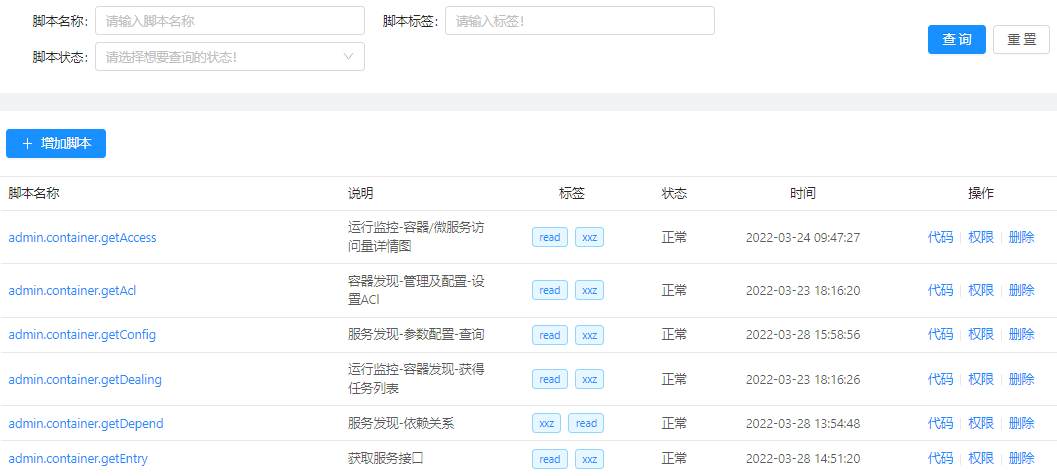 脚本名称: 请输入脚本名称 脚本标签: 请输入标签!
查询 重置
脚本状态: 请选择想要查询的状态!
增加脚本
脚本名称 说明 标签 状态 时间 操作
admin.container.getAccess 运行监控-容器/微服务访 read xxz 正常 2022-03-24 09:47:27 代码 权限 删除
问量详情图
admin.container.getAcl 容器发现-管理及配置-设 read xxz 正常 2022-03-23 18:16:20 代码 权限 删除
置ACl
admin.container.getConfig 服务发现-参数配置-查询 read xxz 正常 2022-03-28 15:58:56 代码 权限 删除
admin.container.getDealing 运行监控-容器发现-获得 read xxz 正常 2022-03-23 18:16:26 代码 权限 删除
任务列表
admin.container.getDepend 服务发现-依赖关系 xxz read 正常 2022-03-28 13:54:48 代码 权限 删除
admin.container.getEntry 获取服务接口 read xxz 正常 2022-03-28 14:51:20 代码 权限 删除